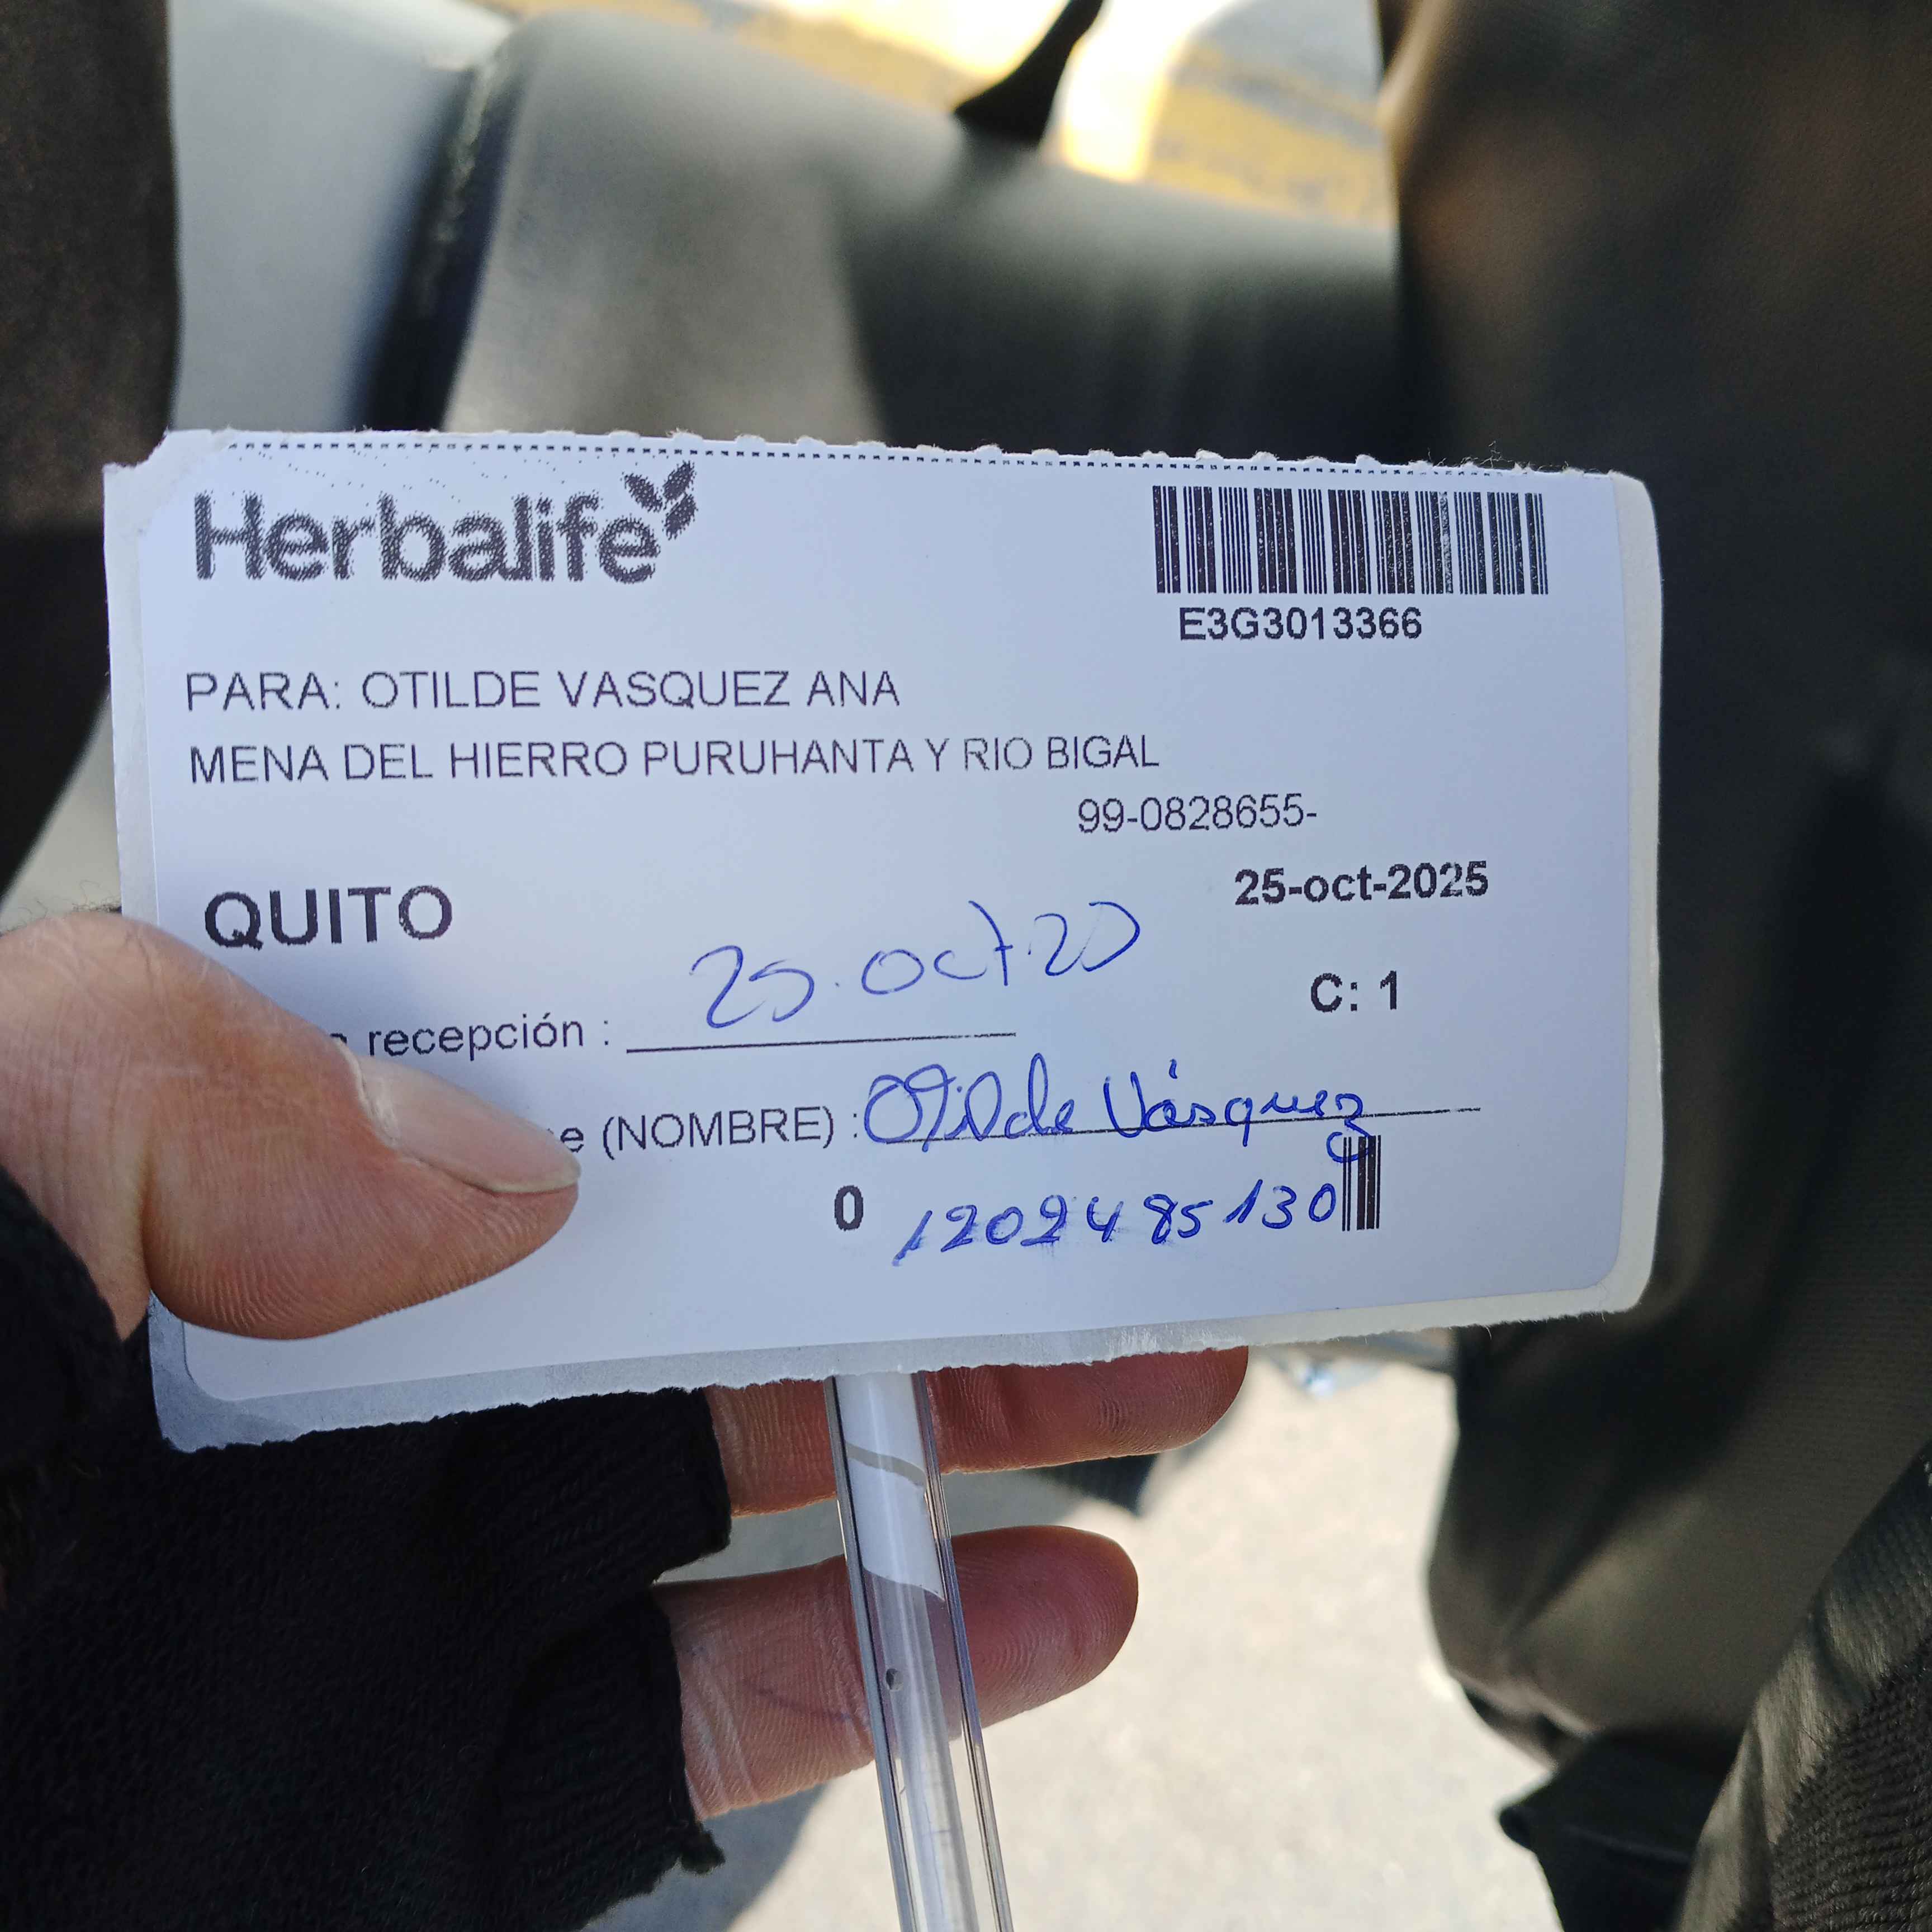 Herbalife
E3G3013366
PARA: OTILDE VASQUEZ ANA
MENA DEL HIERRO PURUHANTA Y RIO BIGAL
99-0828655-
QUITO
25-oct-2025
25.oct.20
C: 1
recepción :
e (NOMBRE) : Otilde Vásquez
0 1202485130